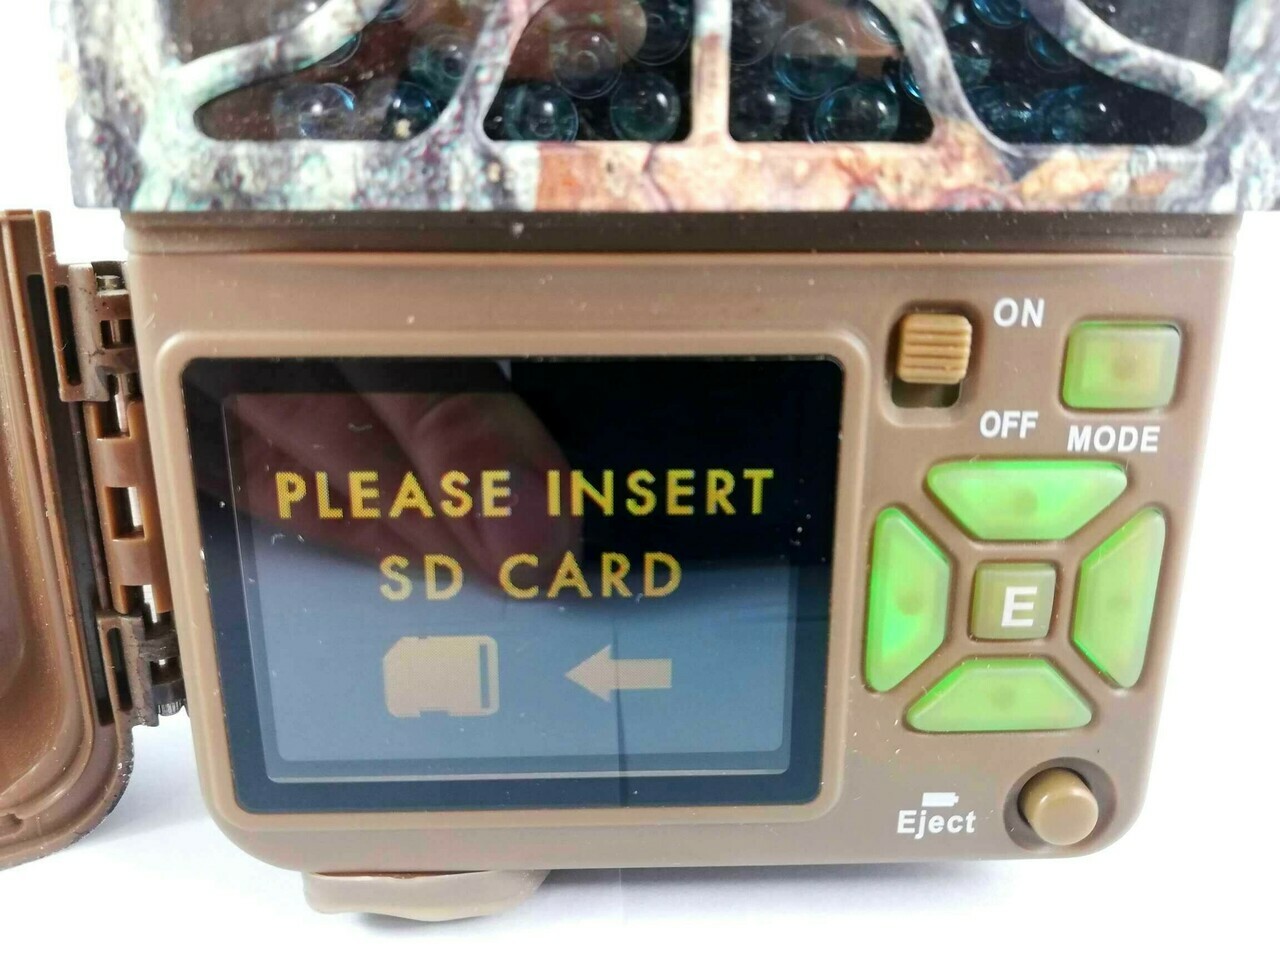 ON
OFF
MODE
PLEASE INSERT
SD CARD
E
Eject